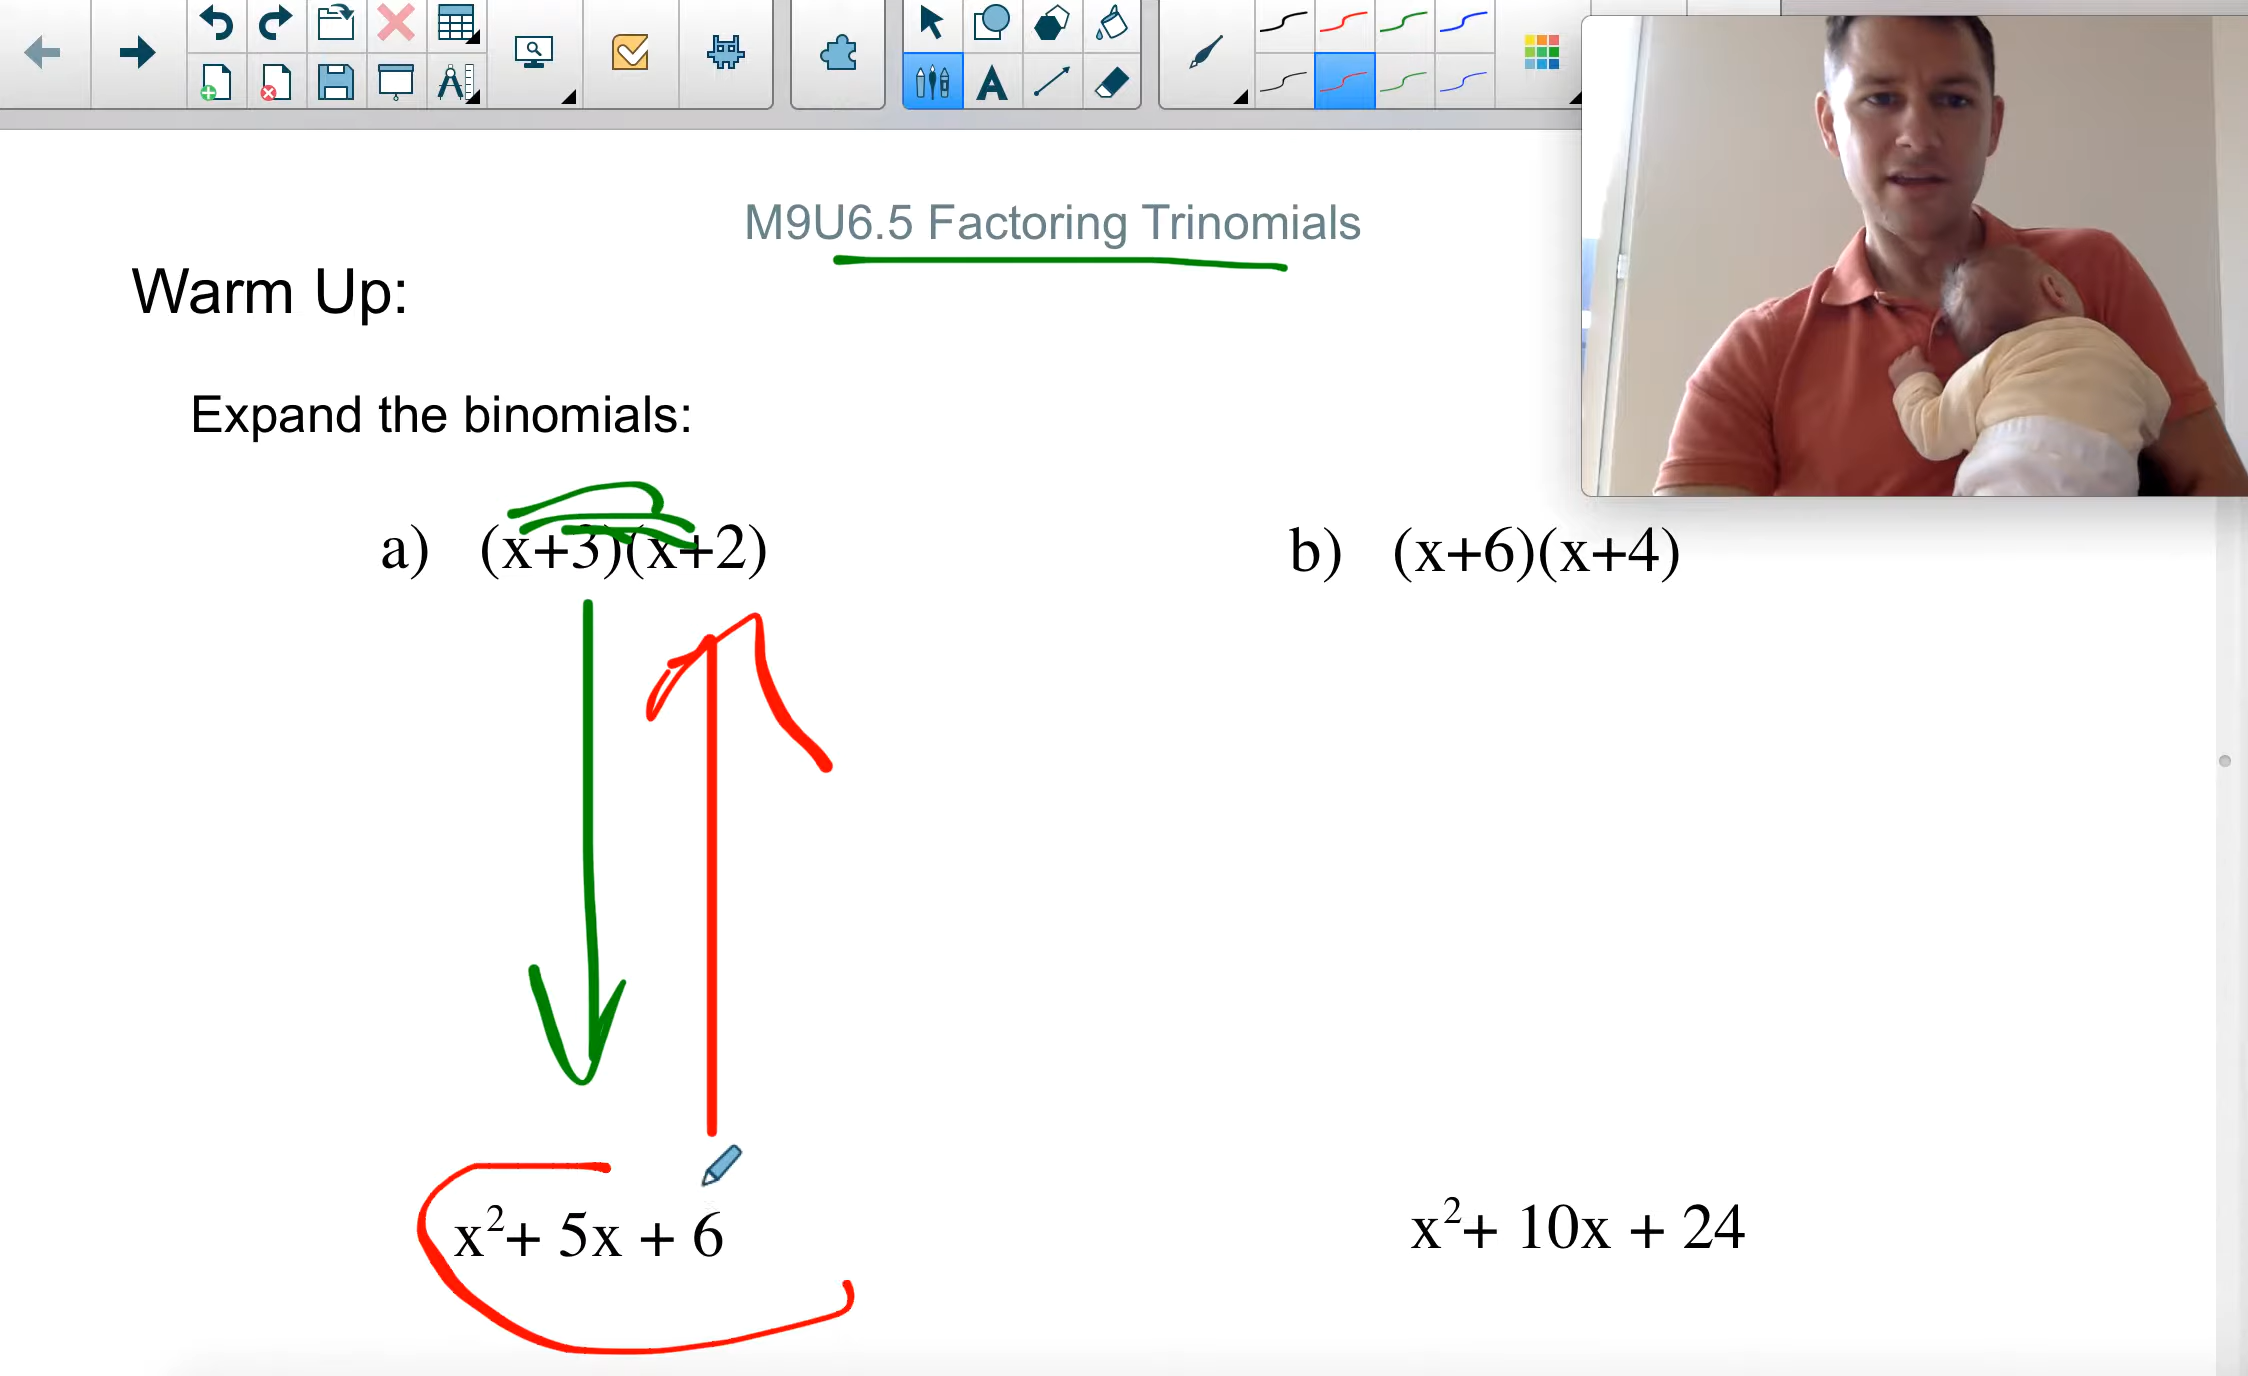 M9U6.5 Factoring Trinomials
Warm Up:
Expand the binomials:
a) (x+3)(x+2)
b) (x+6)(x+4)
x²+ 5x + 6
x²+ 10x + 24